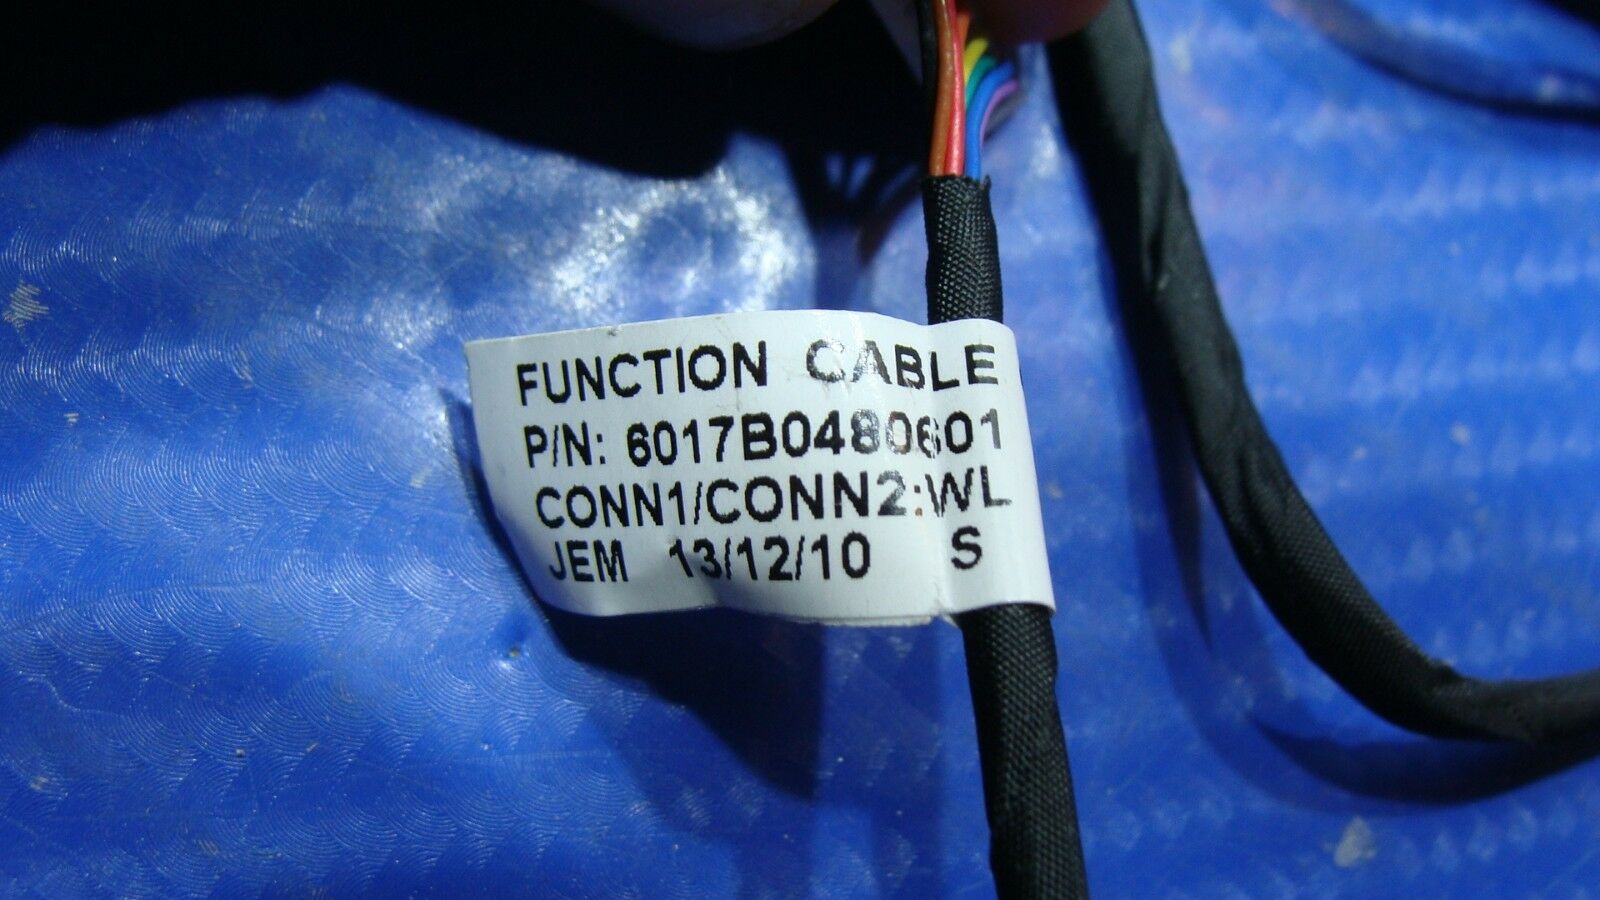 FUNCTION CABLE
P/N: 6017B0480601
CONN1/CONN2:WL
JEM 13/12/10 S